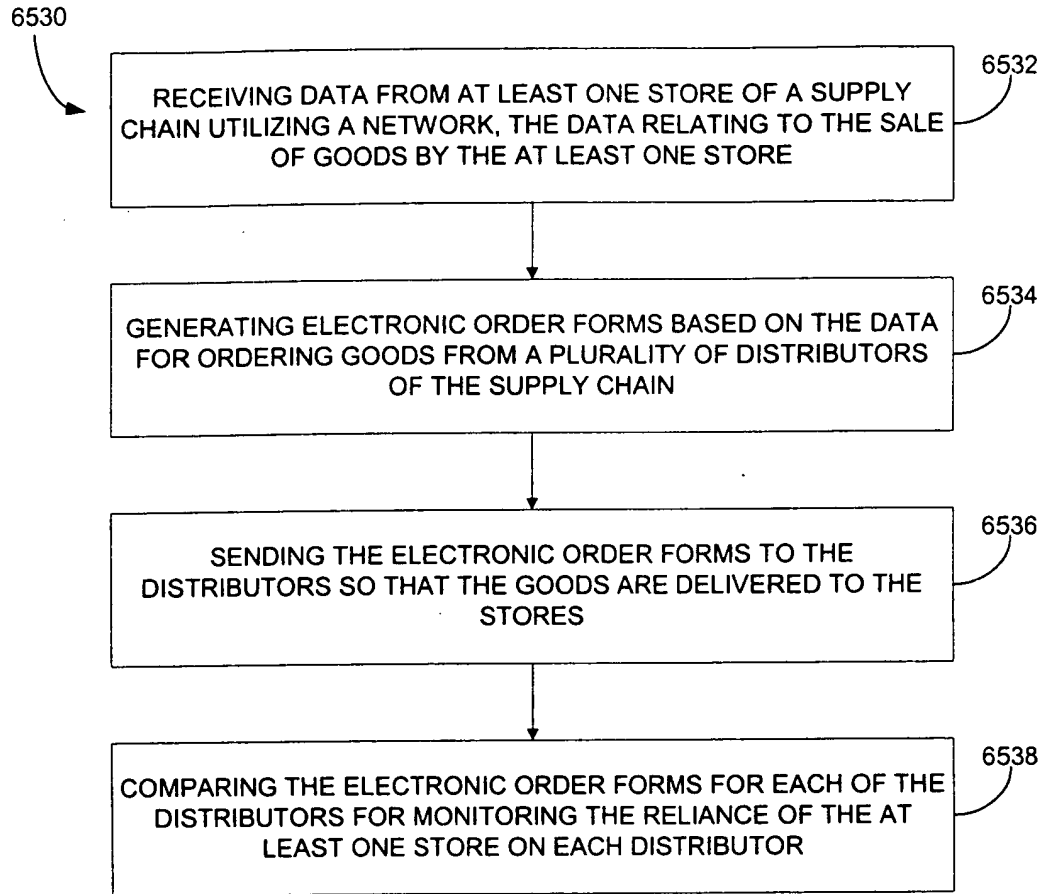 6530
6532
RECEIVING DATA FROM AT LEAST ONE STORE OF A SUPPLY
CHAIN UTILIZING A NETWORK, THE DATA RELATING TO THE SALE
OF GOODS BY THE AT LEAST ONE STORE
6534
GENERATING ELECTRONIC ORDER FORMS BASED ON THE DATA
FOR ORDERING GOODS FROM A PLURALITY OF DISTRIBUTORS
OF THE SUPPLY CHAIN
6536
SENDING THE ELECTRONIC ORDER FORMS TO THE
DISTRIBUTORS SO THAT THE GOODS ARE DELIVERED TO THE
STORES
6538
COMPARING THE ELECTRONIC ORDER FORMS FOR EACH OF THE
DISTRIBUTORS FOR MONITORING THE RELIANCE OF THE AT
LEAST ONE STORE ON EACH DISTRIBUTOR